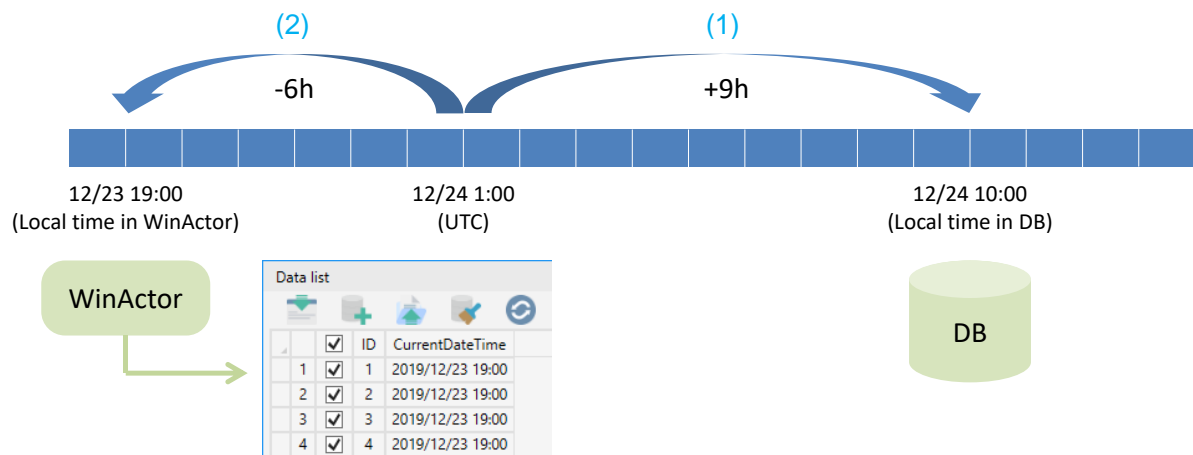 (2)
(1)
-6h
+9h
12/23 19:00
(Local time in WinActor)
12/24 1:00
(UTC)
12/24 10:00
(Local time in DB)
WinActor
Data list
ID CurrentDateTime
1 1 2019/12/23 19:00
2 2 2019/12/23 19:00
3 3 2019/12/23 19:00
4 4 2019/12/23 19:00
DB